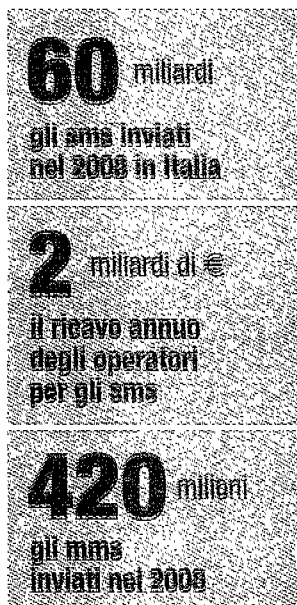 60 miliardi
gli sms inviati
nel 2008 in Italia
2 miliardi di €
il ricavo annuo
degli operatori
per gli sms
420 milioni
gli mms
inviati nel 2008